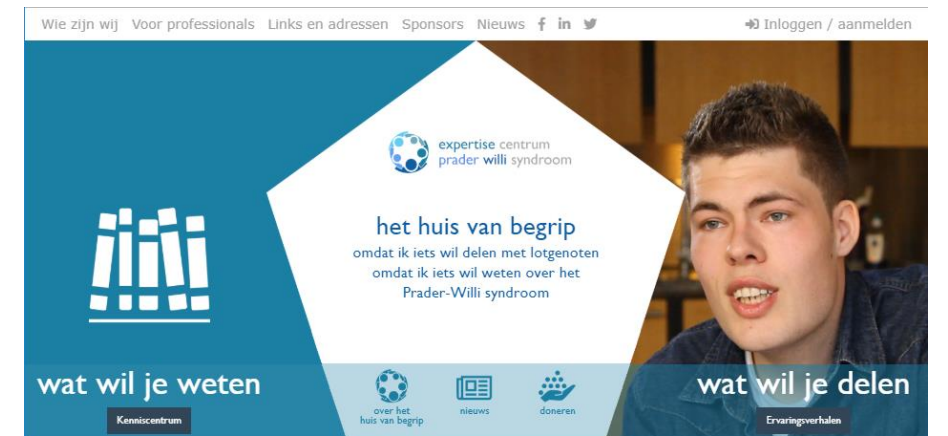 Wie zijn wij Voor professionals Links en adressen Sponsors Nieuws f in Inloggen / aanmelden
expertise centrum
prader willi syndroom
het huis van begrip
omdat ik iets wil delen met lotgenoten
omdat ik iets wil weten over het
Prader-Willi syndroom
wat wil je weten
Kenniscentrum
over het
huis van begrip
nieuws
doneren
wat wil je delen
Ervaringsverhalen